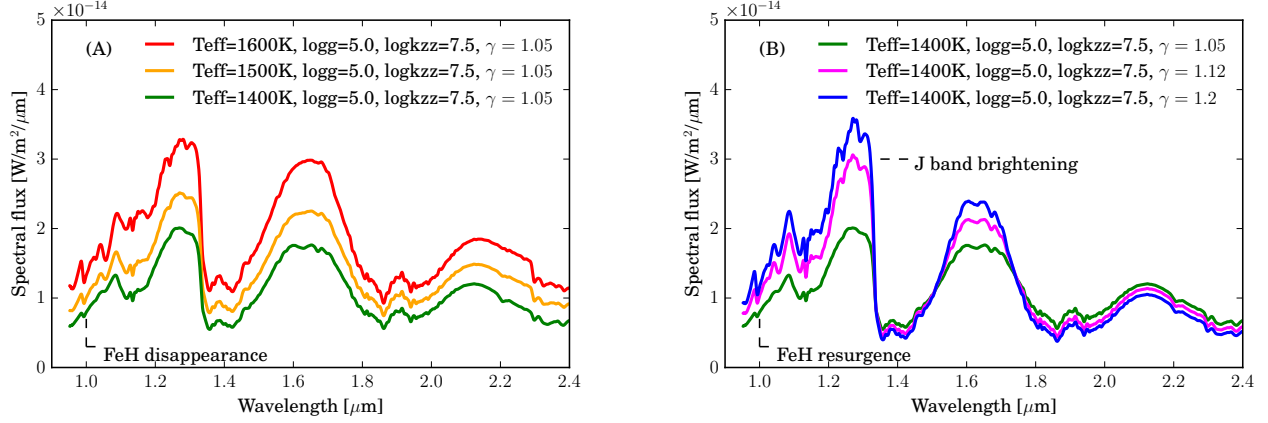 5 ×10⁻¹⁴
4
3
2
1
0
Spectral flux [W/m²/μm]
(A)
Teff=1600K, logg=5.0, logkzz=7.5, γ = 1.05
Teff=1500K, logg=5.0, logkzz=7.5, γ = 1.05
Teff=1400K, logg=5.0, logkzz=7.5, γ = 1.05
FeH disappearance
1.0 1.2 1.4 1.6 1.8 2.0 2.2 2.4
Wavelength [μm]
5 ×10⁻¹⁴
4
3
2
1
0
Spectral flux [W/m²/μm]
(B)
Teff=1400K, logg=5.0, logkzz=7.5, γ = 1.05
Teff=1400K, logg=5.0, logkzz=7.5, γ = 1.12
Teff=1400K, logg=5.0, logkzz=7.5, γ = 1.2
J band brightening
FeH resurgence
1.0 1.2 1.4 1.6 1.8 2.0 2.2 2.4
Wavelength [μm]